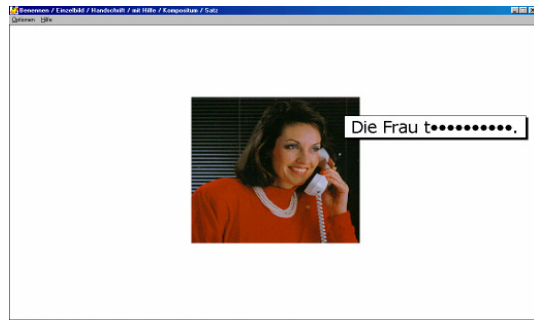 Benennen / Einzelbild / Handschrift / mit Hilfe / Kompositum / Satz
Optionen Hilfe
Die Frau t••••••••••.